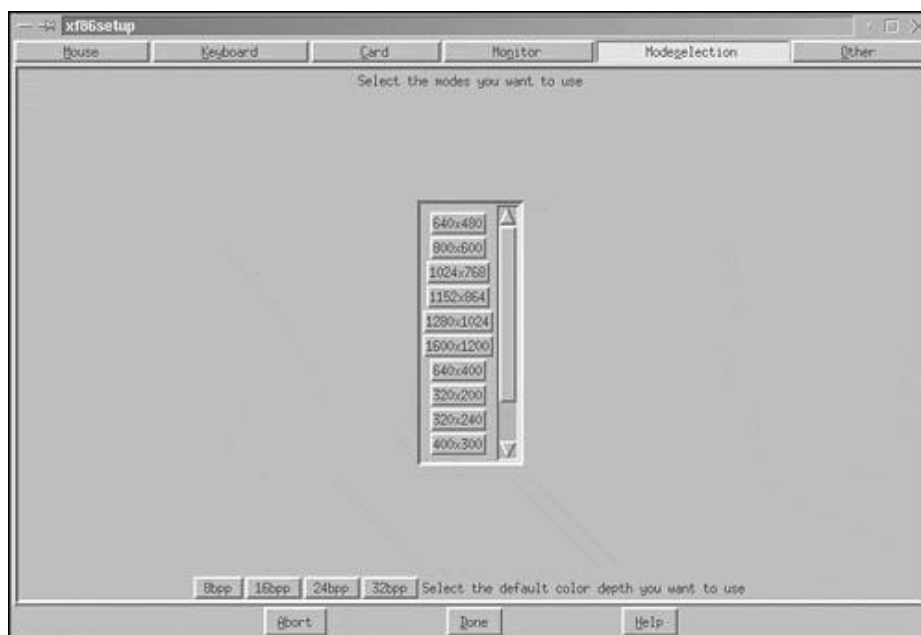 xf86setup
Mouse Keyboard Card Monitor Modeselection Other
Select the modes you want to use
640x480
800x600
1024x768
1152x864
1280x1024
1600x1200
640x400
320x200
320x240
400x300
8bpp 16bpp 24bpp 32bpp Select the default color depth you want to use
Abort Done Help